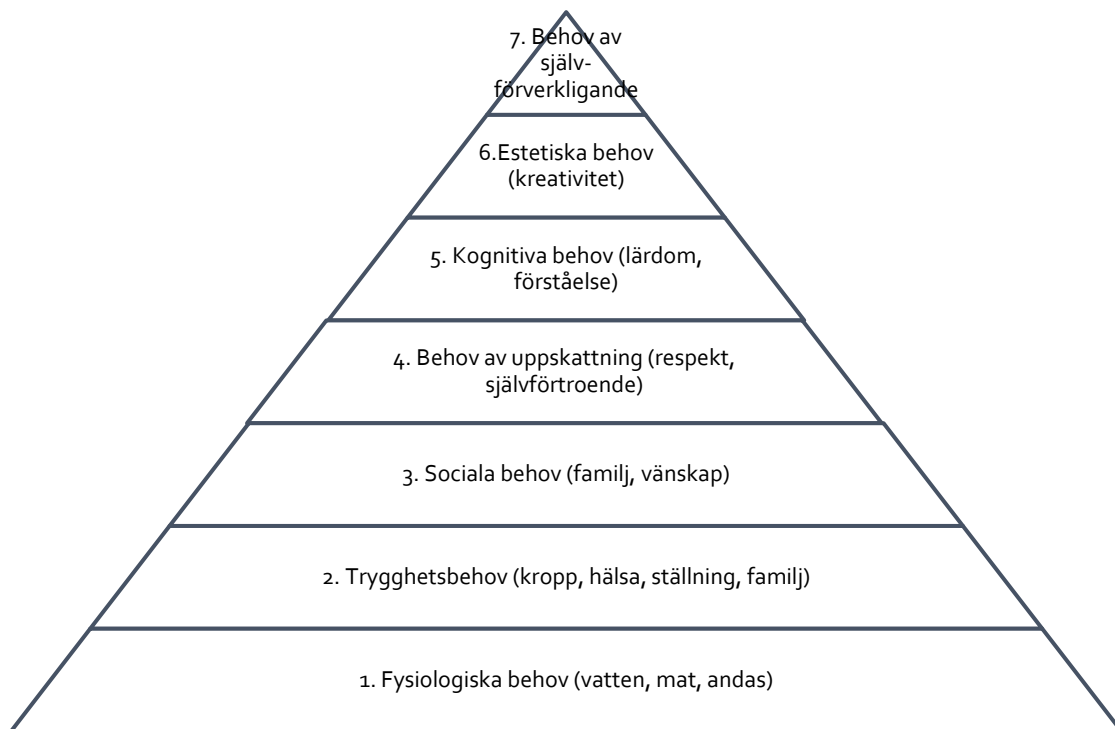 7. Behov av
själv-
förverkligande
6.Estetiska behov
(kreativitet)
5. Kognitiva behov (lärdom,
förståelse)
4. Behov av uppskattning (respekt,
självförtroende)
3. Sociala behov (familj, vänskap)
2. Trygghetsbehov (kropp, hälsa, ställning, familj)
1. Fysiologiska behov (vatten, mat, andas)